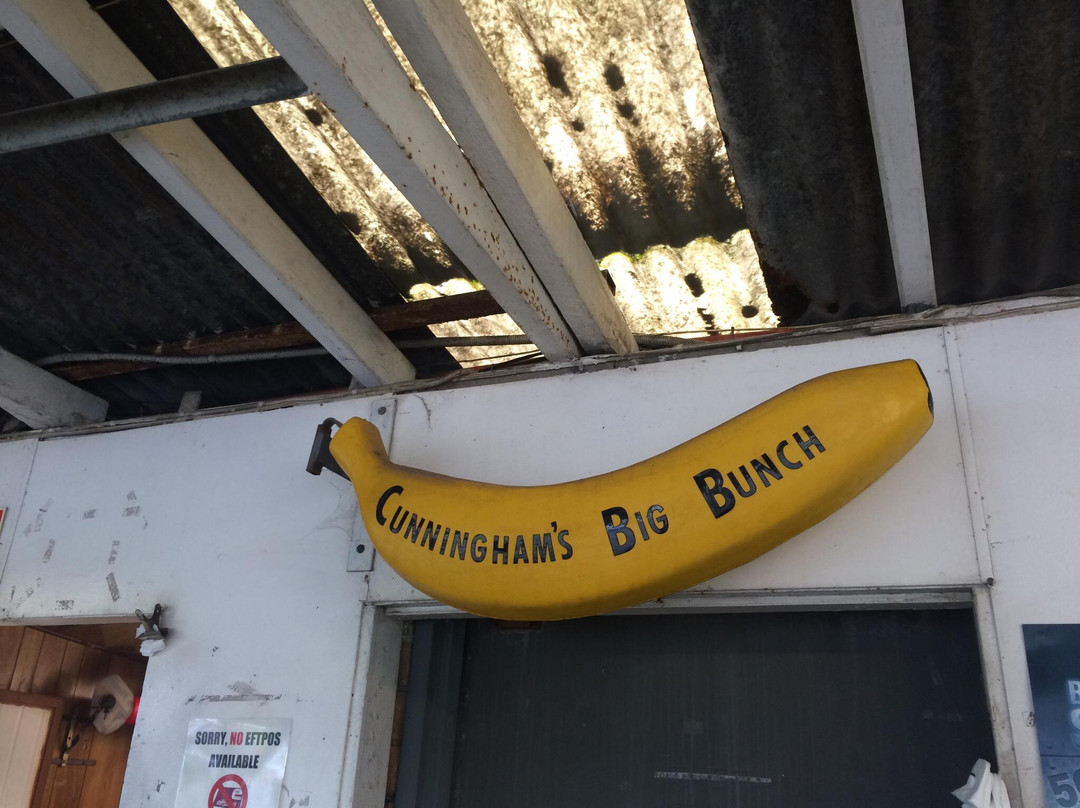 CUNNINGHAM'S BIG BUNCH
SORRY, NO EFTPOS
AVAILABLE